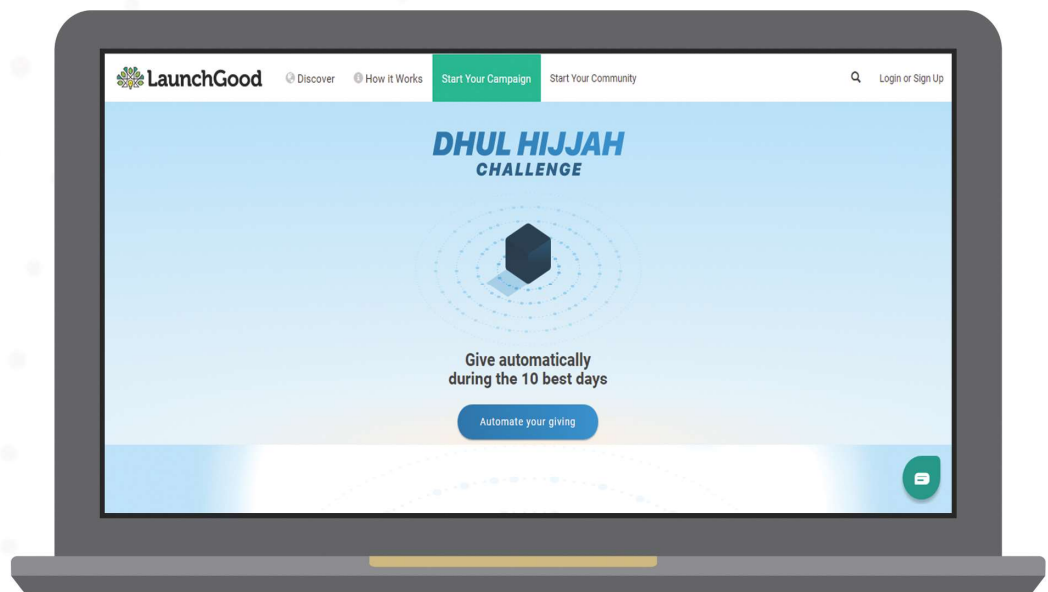 LaunchGood
Discover
How it Works
Start Your Campaign
Start Your Community
Login or Sign Up
DHUL HIJJAH
CHALLENGE
Give automatically
during the 10 best days
Automate your giving